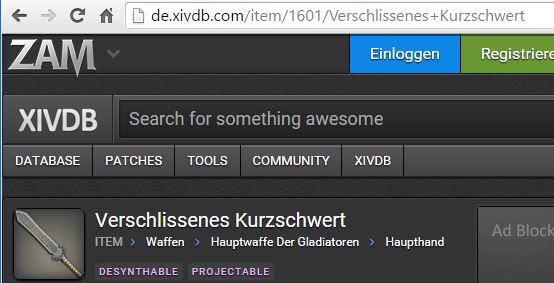 de.xivdb.com/item/1601/Verschlissenes+Kurzschwert
ZAM Einloggen Registriere
XIVDB Search for something awesome
DATABASE PATCHES TOOLS COMMUNITY XIVDB
Verschlissenes Kurzschwert
ITEM > Waffen > Hauptwaffe Der Gladiatoren > Haupthand
Ad Block
DESYNTHABLE PROJECTABLE